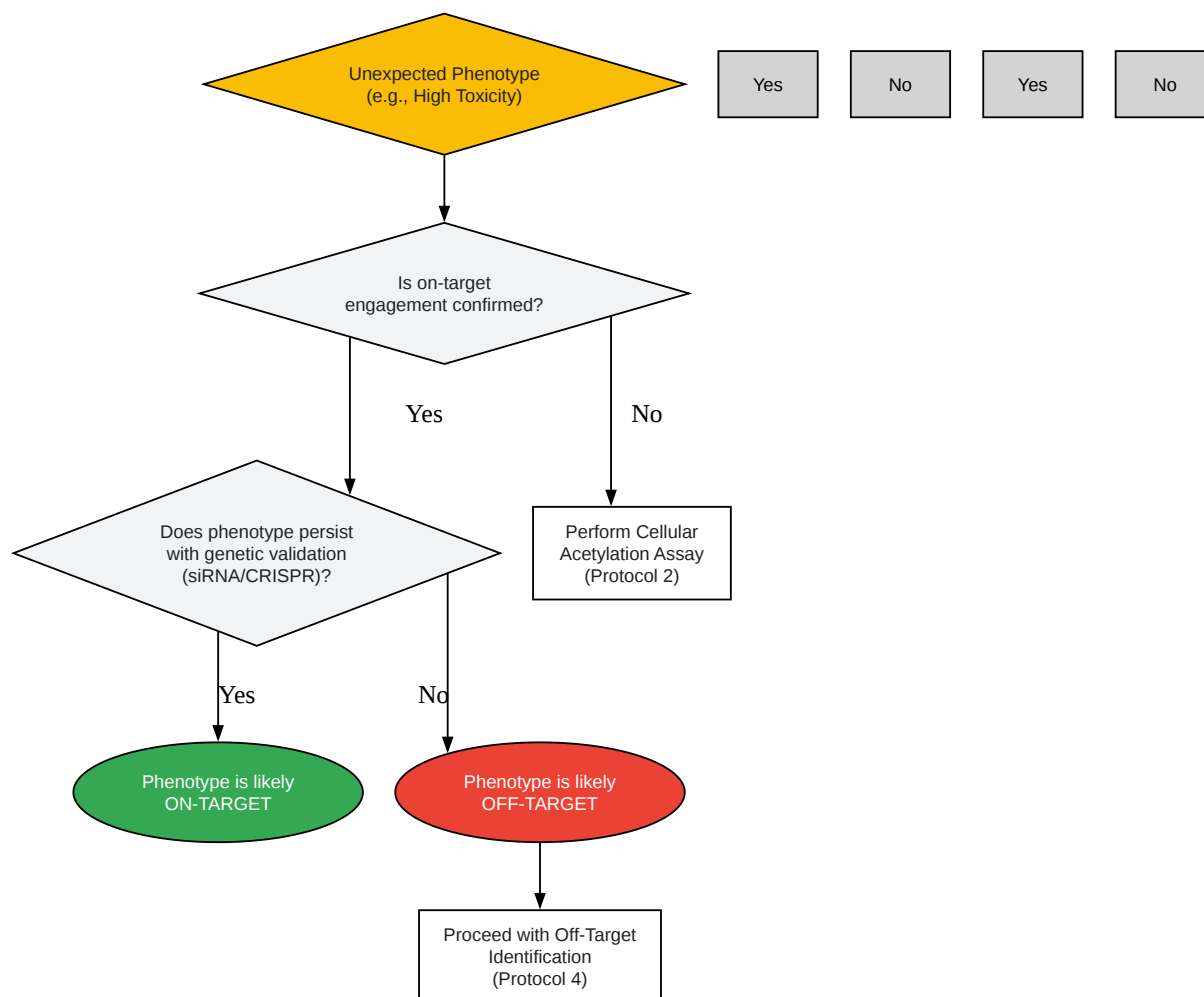 Unexpected Phenotype
(e.g., High Toxicity)
Yes
No
Yes
No
Is on-target
engagement confirmed?
Yes
No
Does phenotype persist
with genetic validation
(siRNA/CRISPR)?
Perform Cellular
Acetylation Assay
(Protocol 2)
Yes
No
Phenotype is likely
ON-TARGET
Phenotype is likely
OFF-TARGET
Proceed with Off-Target
Identification
(Protocol 4)